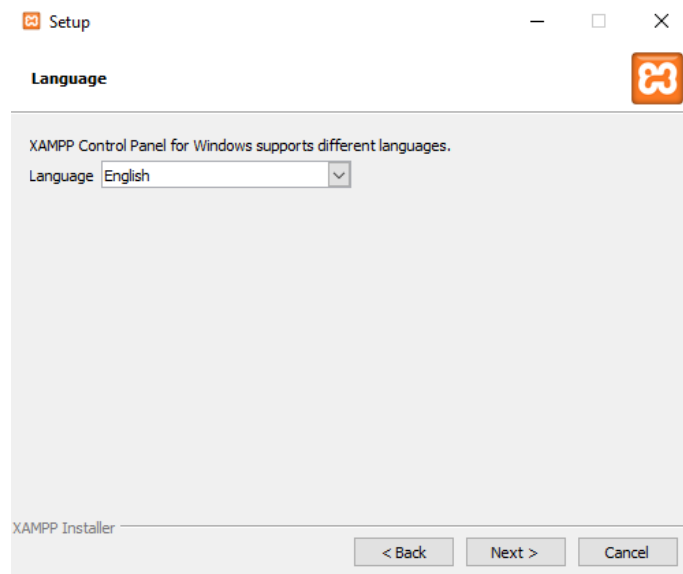 Setup
Language
XAMPP Control Panel for Windows supports different languages.
Language English
XAMPP Installer
< Back Next > Cancel